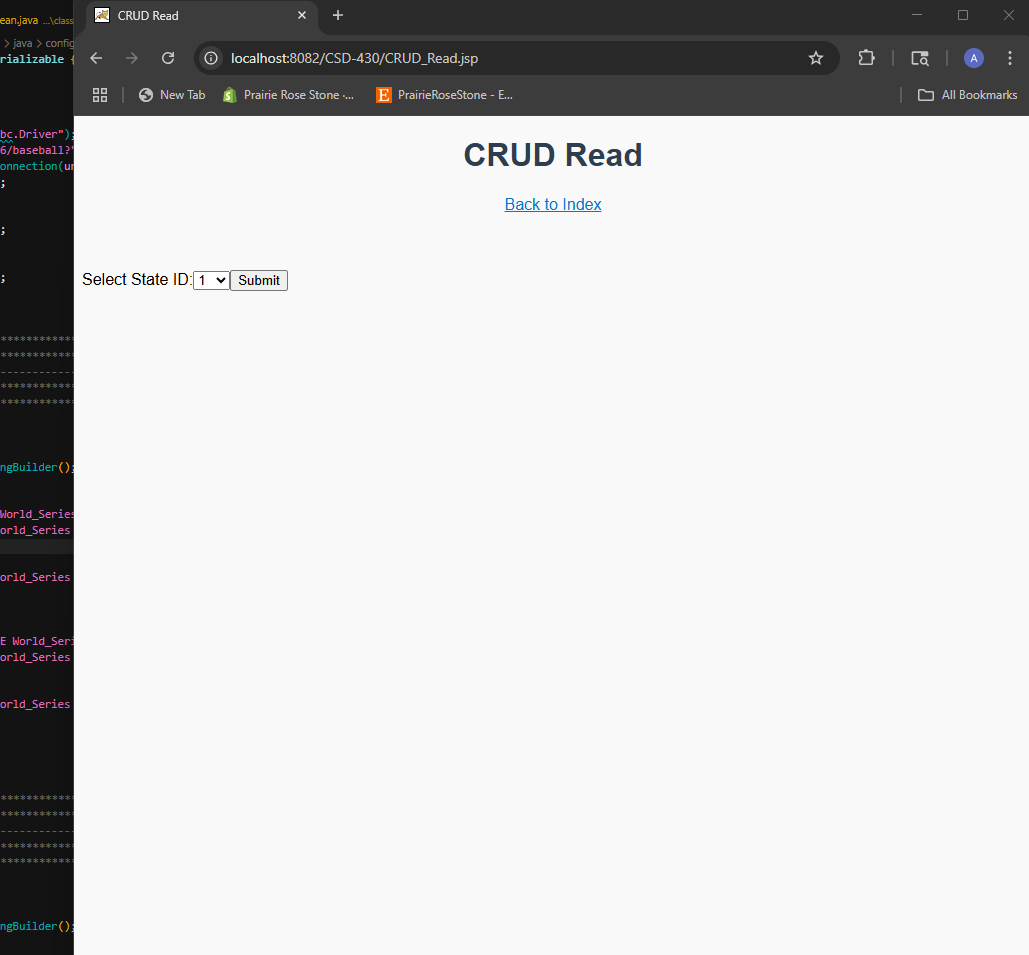 CRUD Read
localhost:8082/CSD-430/CRUD_Read.jsp
A
New Tab
Prairie Rose Stone ·...
E PrairieRoseStone - E...
All Bookmarks
CRUD Read
Back to Index
Select State ID: 1 Submit
ean.java ...\class
> java > config
rializable {
bc.Driver");
6/baseball?"
onnection(ur
;
;
;
************
************
------------
************
************
ngBuilder();
World_Series
orld_Series
orld_Series
E World_Seri
orld_Series
orld_Series
************
************
------------
************
************
ngBuilder();